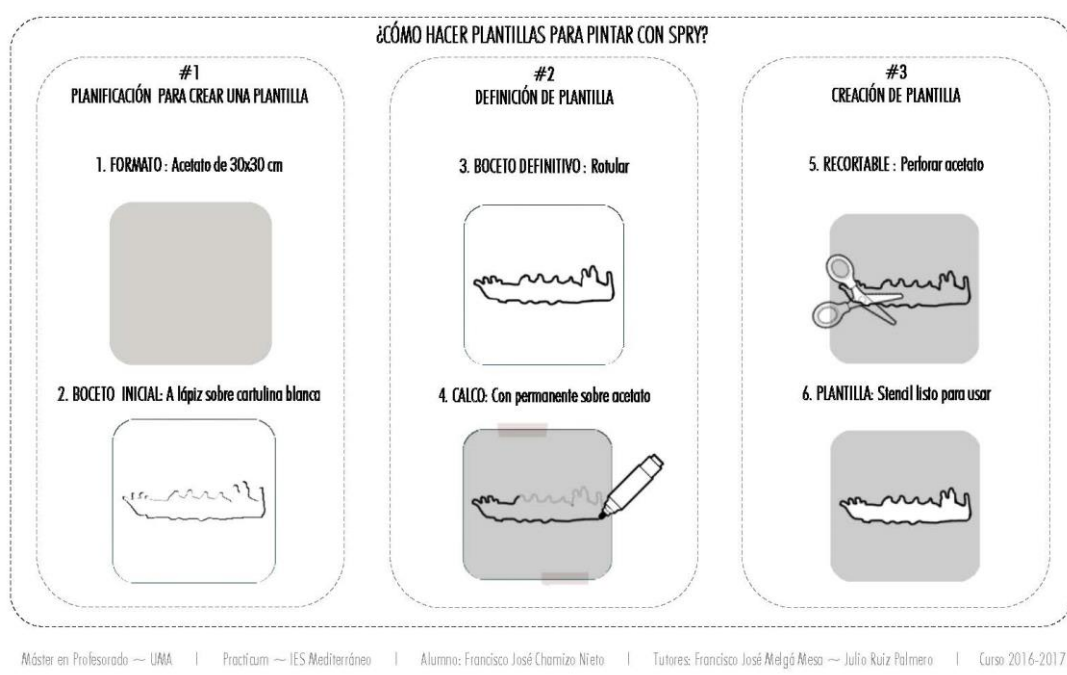 ¿CÓMO HACER PLANTILLAS PARA PINTAR CON SPRY?
#1
PLANIFICACIÓN PARA CREAR UNA PLANTILLA
1. FORMATO : Acetato de 30x30 cm
2. BOCETO INICIAL: A lápiz sobre cartulina blanca
#2
DEFINICIÓN DE PLANTILLA
3. BOCETO DEFINITIVO : Rotular
4. CALCO: Con permanente sobre acetato
#3
CREACIÓN DE PLANTILLA
5. RECORTABLE : Perforar acetato
6. PLANTILLA: Stencil listo para usar
Máster en Profesorado ~ UMA | Practicum ~ IES Mediterráneo | Alumno: Francisco José Chamizo Nieto | Tutores: Francisco José Melgá Mesa ~ Julio Ruiz Palmero | Curso 2016-2017